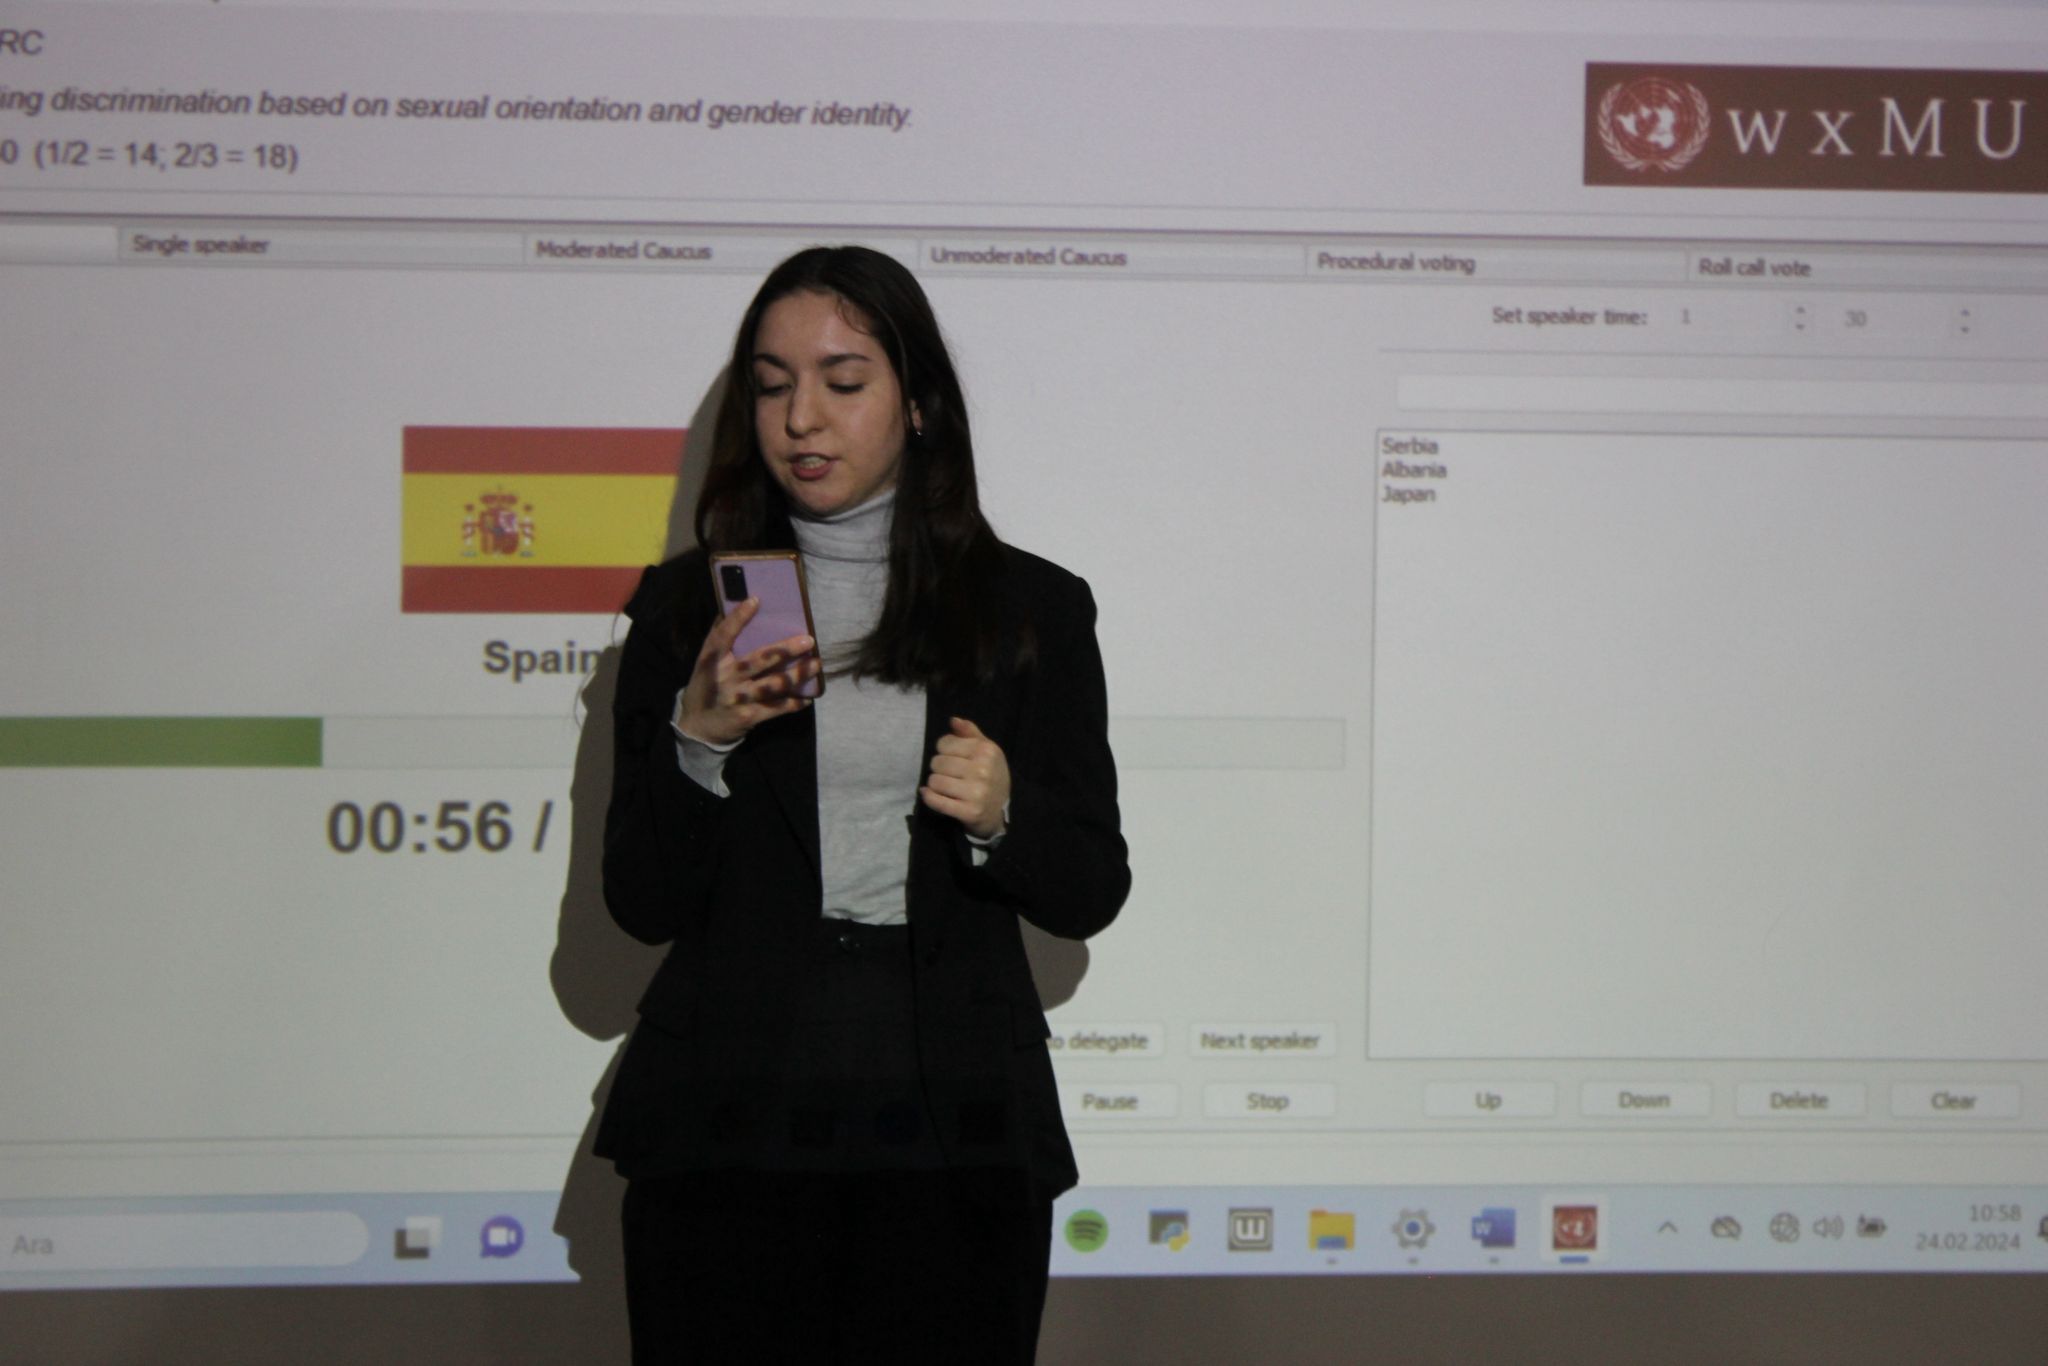 RC
ing discrimination based on sexual orientation and gender identity.
0 (1/2 = 14; 2/3 = 18)
wxMU
Single speaker
Moderated Caucus
Unmoderated Caucus
Procedural voting
Roll call vote
Set speaker time: 1 30
Serbia
Albania
Japan
Spain
00:56 /
o delegate
Next speaker
Pause
Stop
Up
Down
Delete
Clear
Ara
W
W
10:58
24.02.2024